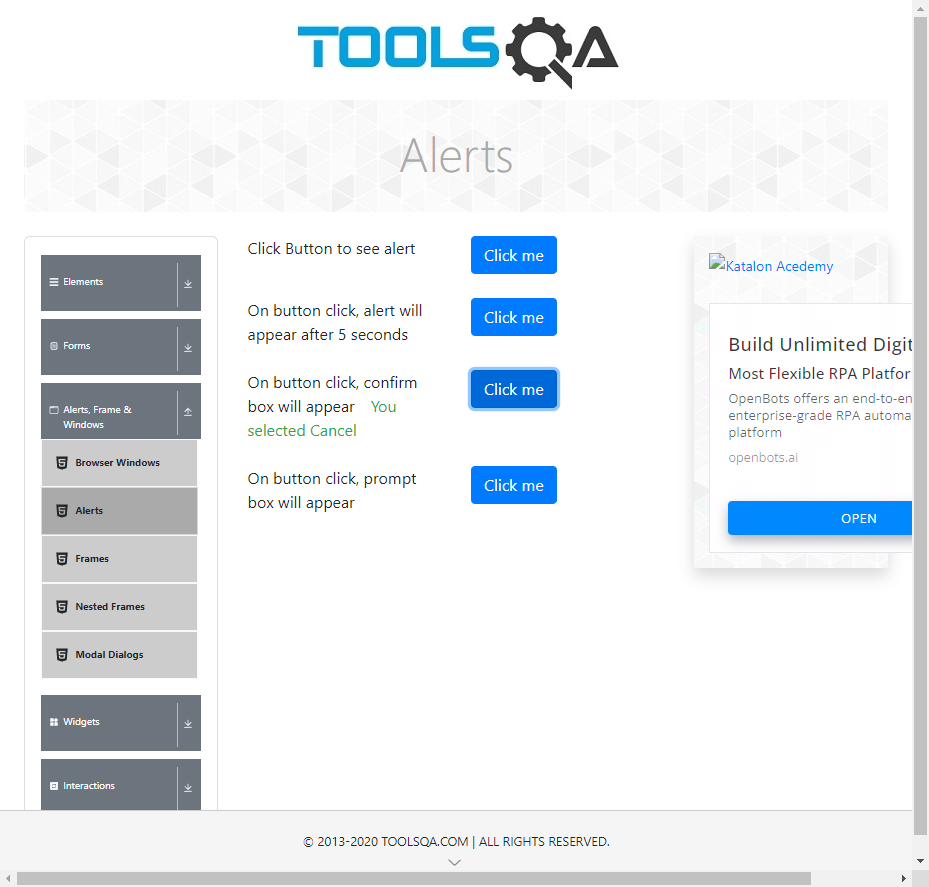 TOOLSQA
Alerts
Elements
Forms
Alerts, Frame &
Windows
Browser Windows
Alerts
Frames
Nested Frames
Modal Dialogs
Widgets
Interactions
Click Button to see alert
Click me
On button click, alert will
appear after 5 seconds
Click me
On button click, confirm
box will appear You
selected Cancel
Click me
On button click, prompt
box will appear
Click me
Katalon Acedemy
Build Unlimited Digit
Most Flexible RPA Platfor
OpenBots offers an end-to-en
enterprise-grade RPA automa
platform
openbots.ai
OPEN
© 2013-2020 TOOLSQA.COM | ALL RIGHTS RESERVED.